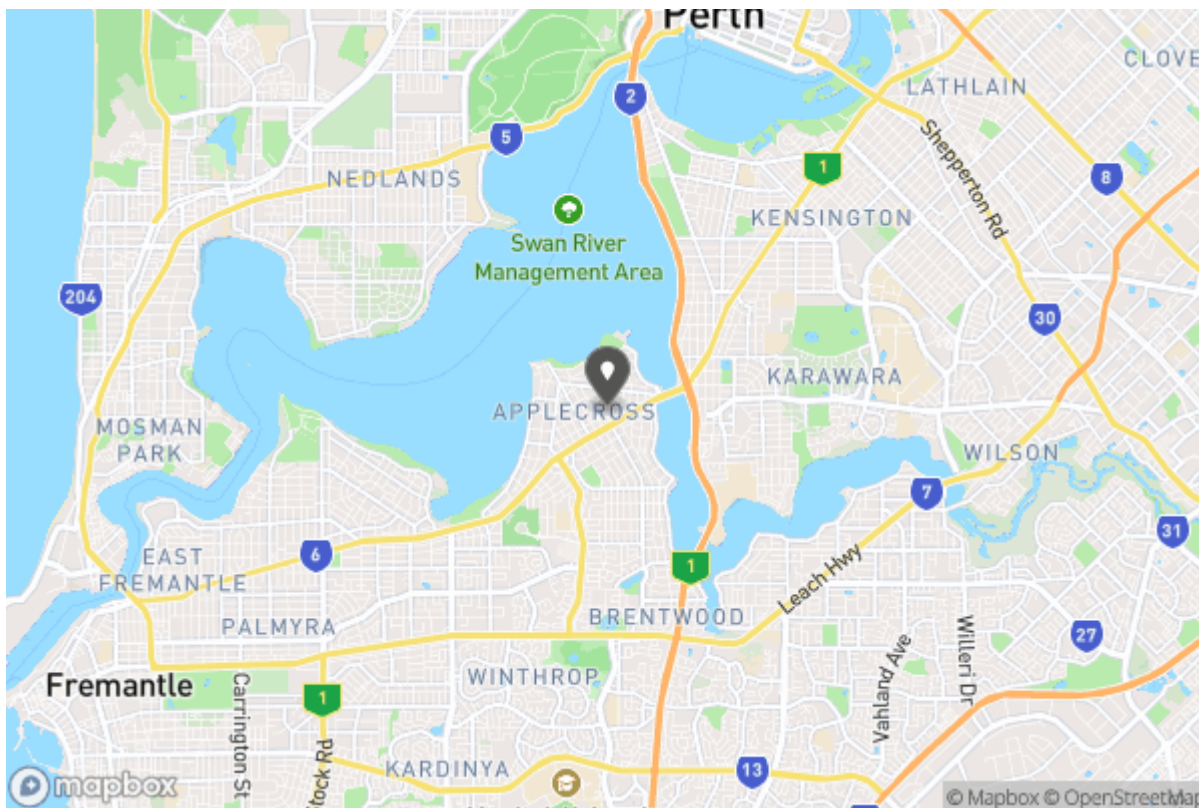 Perth
CLOVE
LATHLAIN
2
5
Shepperton Rd
1
8
NEDLANDS
KENSINGTON
Swan River
Management Area
204
30
KARAWARA
APPLECROSS
MOSMAN
PARK
WILSON
7
31
EAST
FREMANTLE
6
1
Leach Hwy
BRENTWOOD
PALMYRA
27
Willeri Dr
Vahland Ave
WINTHROP
Fremantle
1
Carrington St
Stock Rd
KARDINYA
13
mapbox
© Mapbox © OpenStreetMap